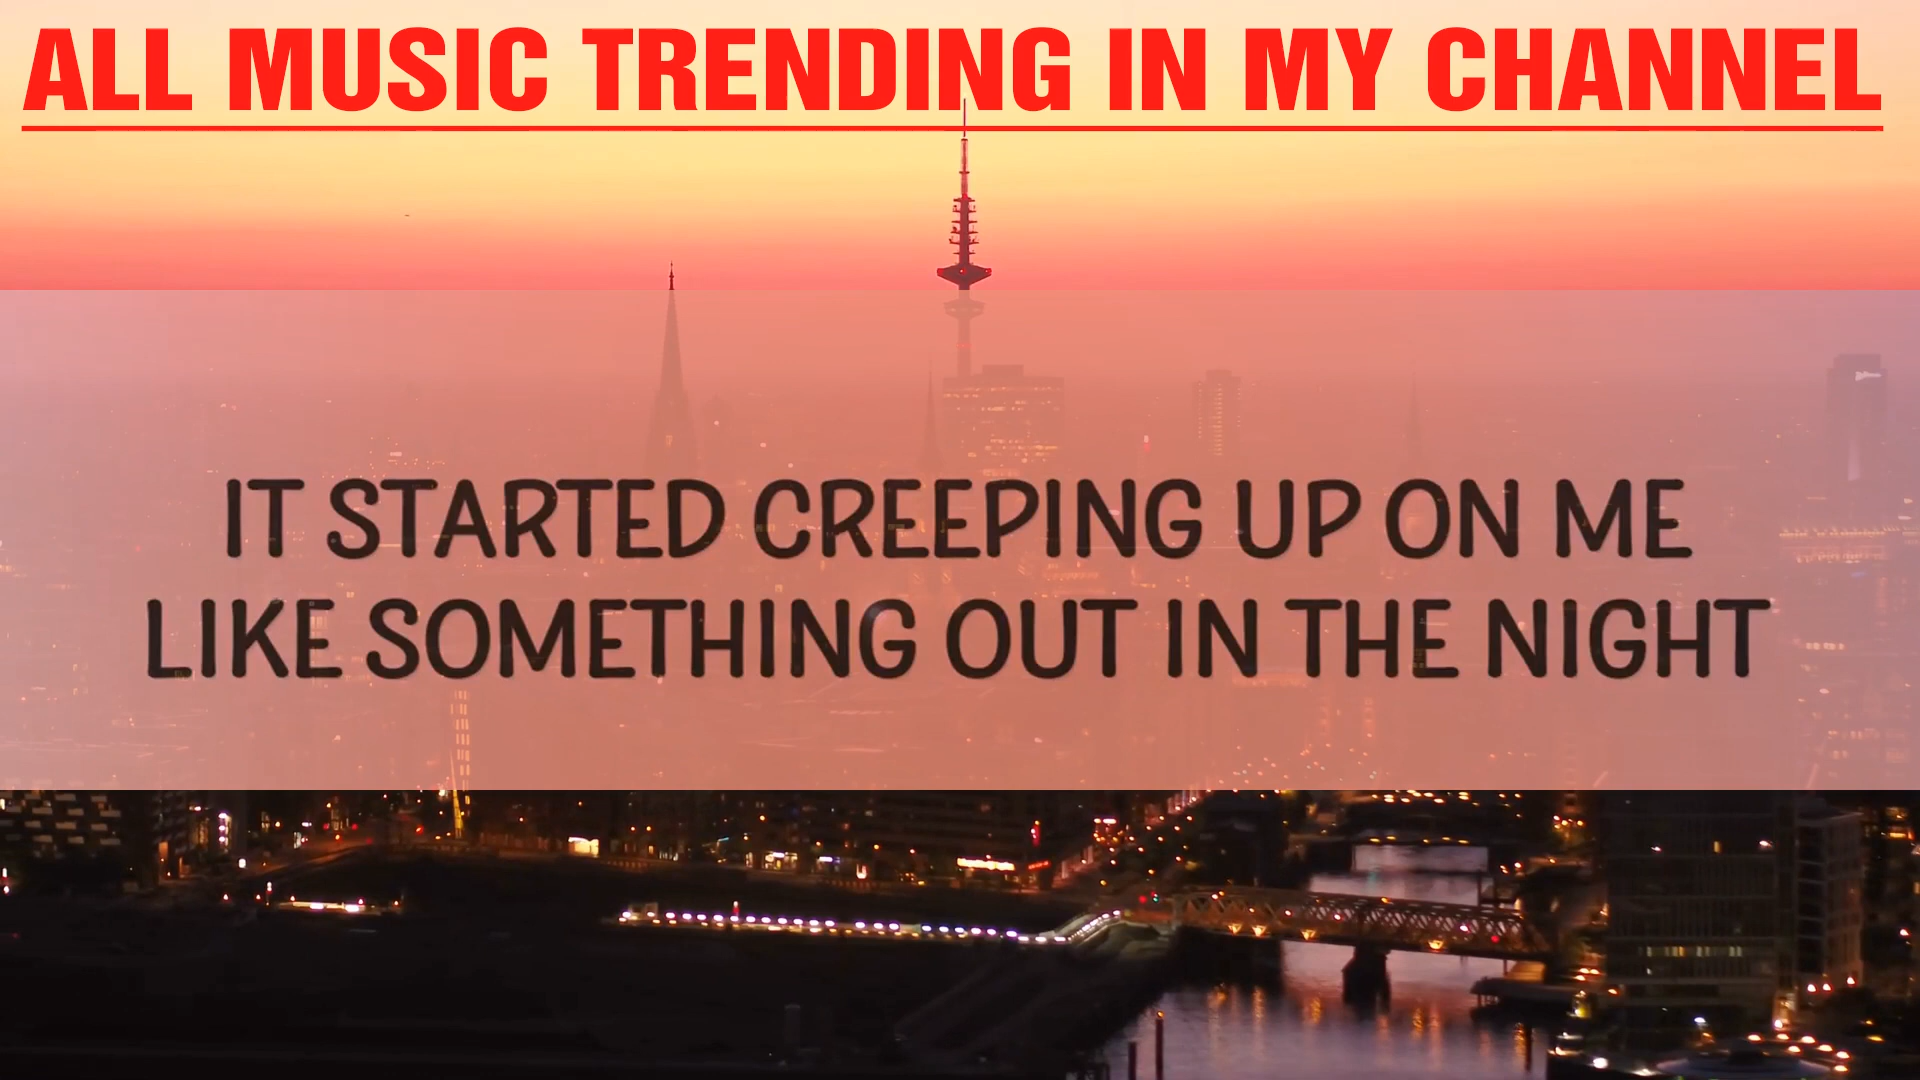 ALL MUSIC TRENDING IN MY CHANNEL
IT STARTED CREEPING UP ON ME
LIKE SOMETHING OUT IN THE NIGHT